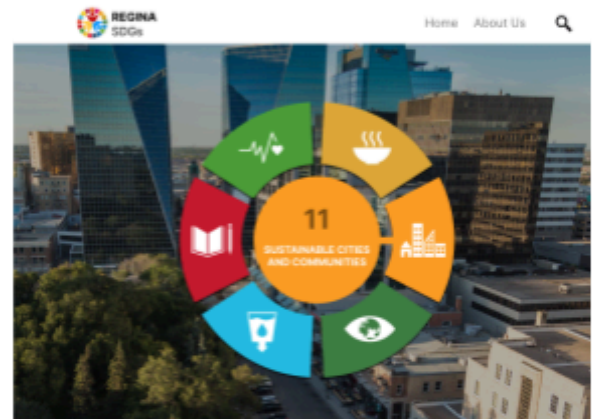 REGINA
SDGs
Home About Us
11
SUSTAINABLE CITIES
AND COMMUNITIES